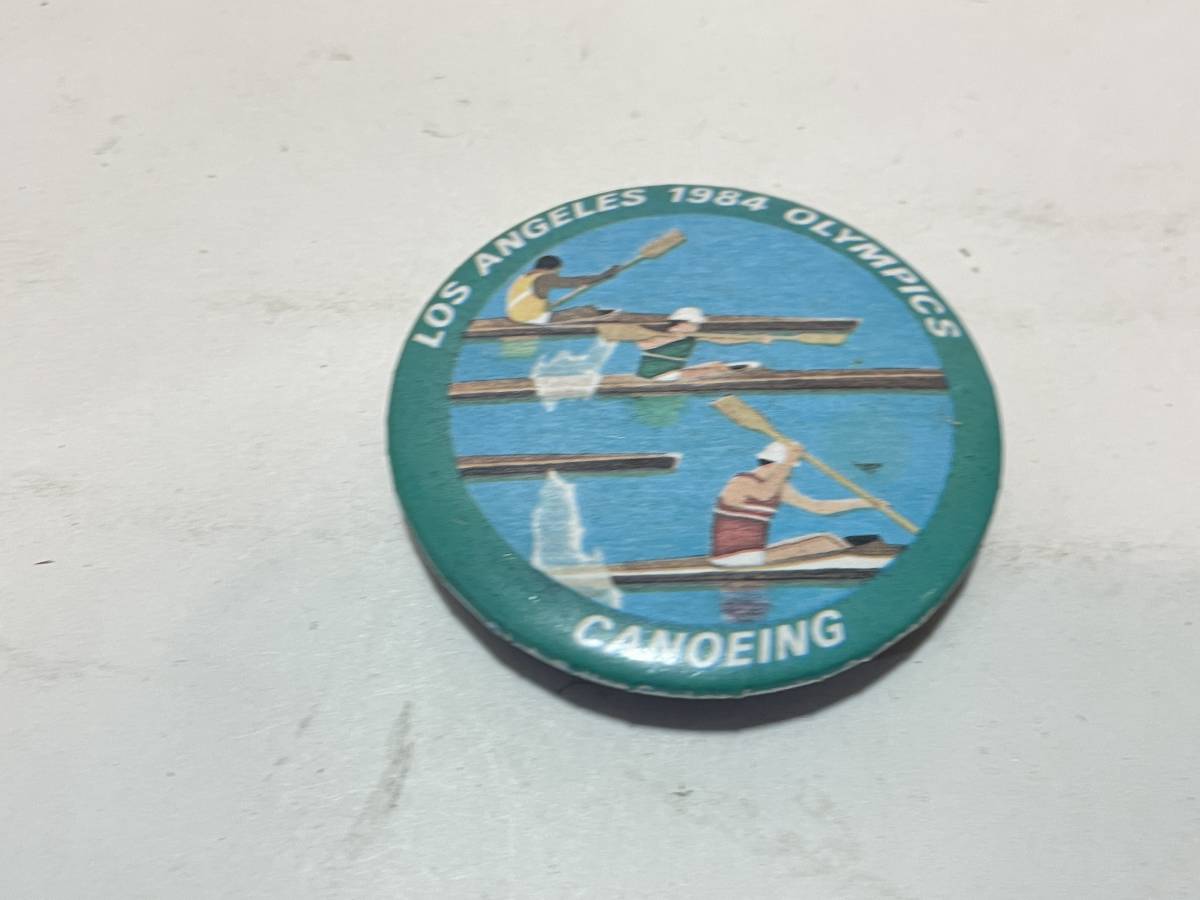 LOS ANGELES 1984 OLYMPICS
CANOEING